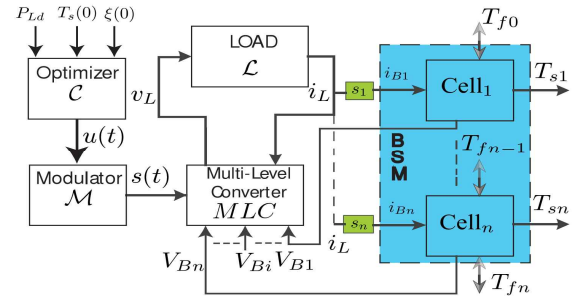 P_{Ld} T_s(0) ξ(0)
Optimizer
C
u(t)
Modulator
M
s(t)
LOAD
L
v_L
i_L
Multi-Level
Converter
MLC
V_{Bn} V_{Bi} V_{B1}
i_L
s_1
i_{B1}
Cell_1
T_{f0}
T_{s1}
BSM
T_{fn-1}
s_n
i_{Bn}
Cell_n
T_{sn}
T_{fn}